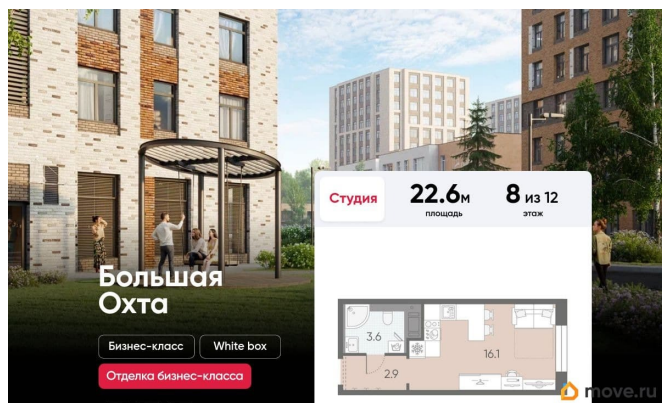 Студия
22.6м
площадь
8 из 12
этаж
Большая
Охта
Бизнес-класс
White box
Отделка бизнес-класса
3.6
2.9
16.1
move.ru